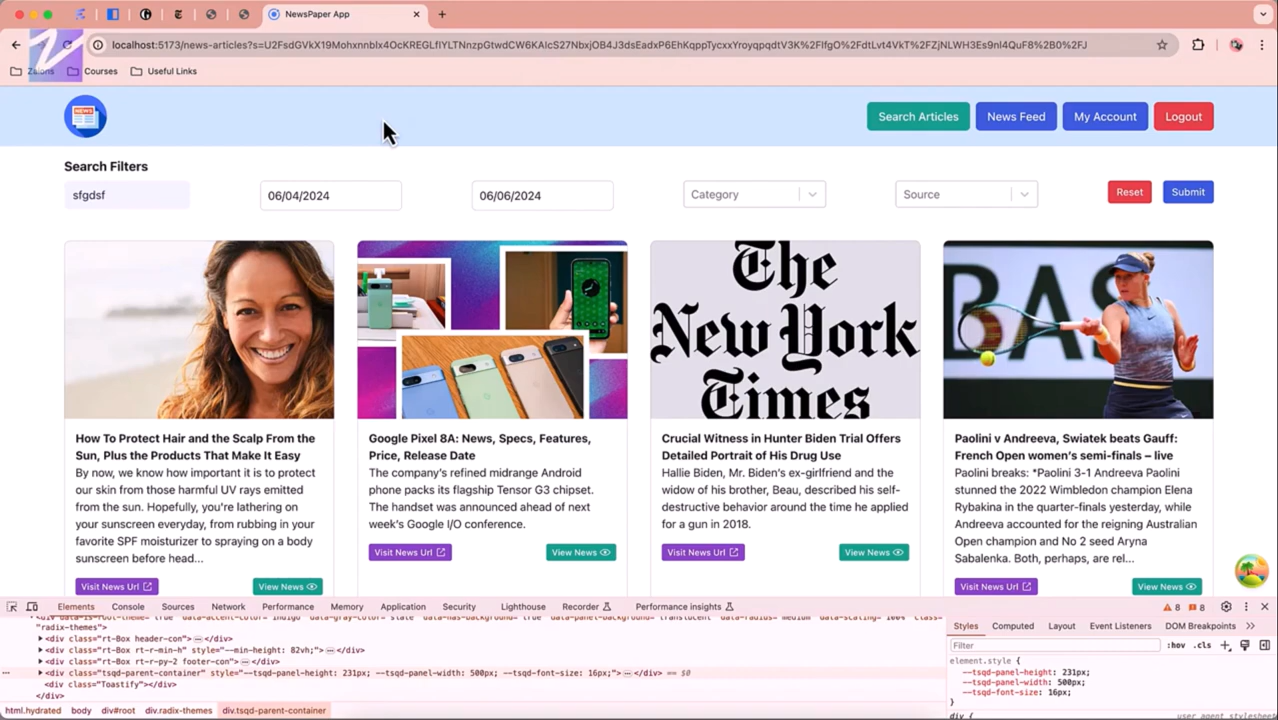 NewsPaper App
localhost:5173/news-articles?s=U2FsdGVkX19Mohxnnblx4OcKREGLfIYLTNnzpGtwdCW6KAIcS27NbxjOB4J3dsEadxP6EhKqppTycxxYroyqpqdtV3K%2FIfgO%2FdtLvt4VkT%2FZjNLWH3Es9nl4QuF8%2B0%2FJ
Zaions
Courses
Useful Links
NEWS
Search Articles
News Feed
My Account
Logout
Search Filters
sfgdsf
06/04/2024
06/06/2024
Category
Source
Reset
Submit
The
New York
Times
BAS
How To Protect Hair and the Scalp From the
Sun, Plus the Products That Make It Easy
By now, we know how important it is to protect
our skin from those harmful UV rays emitted
from the sun. Hopefully, you're lathering on
your sunscreen everyday, from rubbing in your
favorite SPF moisturizer to spraying on a body
sunscreen before head...
Visit News Url
View News
Google Pixel 8A: News, Specs, Features,
Price, Release Date
The company's refined midrange Android
phone packs its flagship Tensor G3 chipset.
The handset was announced ahead of next
week's Google I/O conference.
Visit News Url
View News
Crucial Witness in Hunter Biden Trial Offers
Detailed Portrait of His Drug Use
Hallie Biden, Mr. Biden's ex-girlfriend and the
widow of his brother, Beau, described his self-
destructive behavior around the time he applied
for a gun in 2018.
Visit News Url
View News
Paolini v Andreeva, Swiatek beats Gauff:
French Open women's semi-finals – live
Paolini breaks: *Paolini 3-1 Andreeva Paolini
stunned the 2022 Wimbledon champion Elena
Rybakina in the quarter-finals yesterday, while
Andreeva accounted for the reigning Australian
Open champion and No 2 seed Aryna
Sabalenka. Both, perhaps, are rel...
Visit News Url
View News
Elements
Console
Sources
Network
Performance
Memory
Application
Security
Lighthouse
Recorder
Performance insights
8
8
"radix-themes">
<div class="rt-Box header-con">…</div>
<div class="rt-Box rt-r-min-h" style="--min-height: 82vh;">…</div>
<div class="rt-Box rt-r-py-2 footer-con">…</div>
<div class="tsqd-parent-container" style="--tsqd-panel-height: 231px; --tsqd-panel-width: 500px; --tsqd-font-size: 16px;">…</div> == $0
<div class="Toastify"></div>
</div>
html.hydrated
body
div#root
div.radix-themes
div.tsqd-parent-container
Styles
Computed
Layout
Event Listeners
DOM Breakpoints
Filter
:hov
.cls
element.style {
--tsqd-panel-height: 231px;
--tsqd-panel-width: 500px;
--tsqd-font-size: 16px;
}
div {
user agent stylesheet